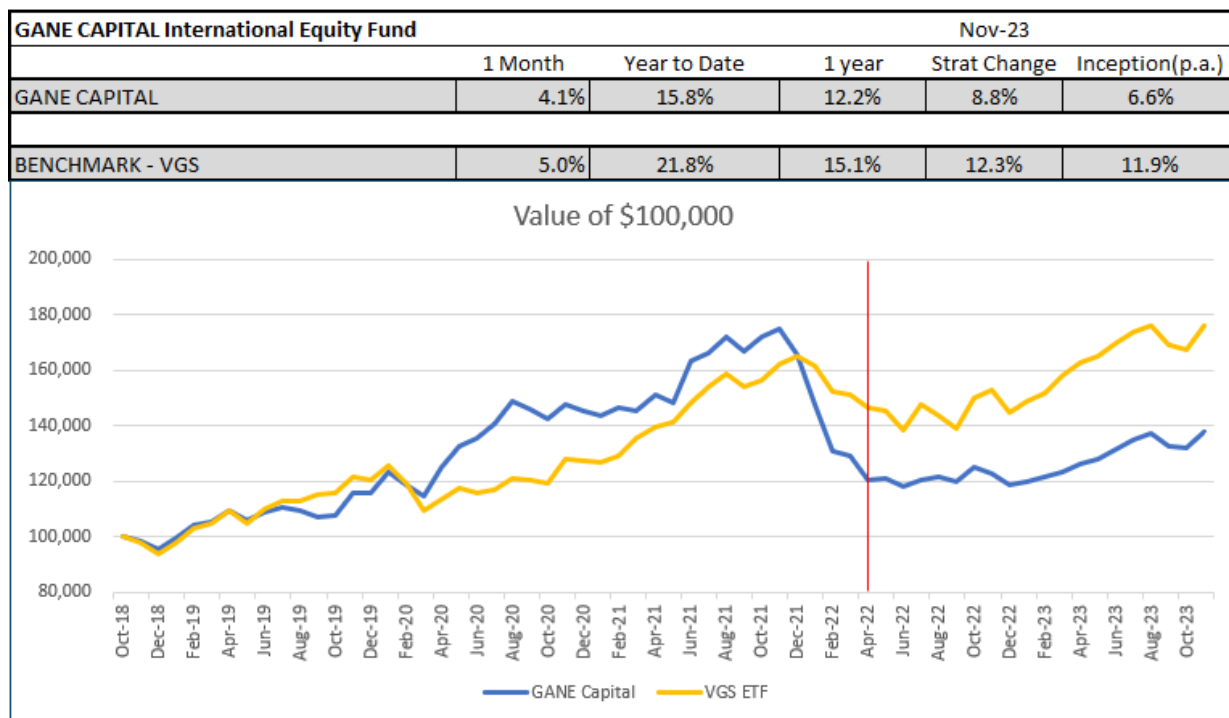 GANE CAPITAL International Equity Fund Nov-23
1 Month Year to Date 1 year Strat Change Inception(p.a.)
GANE CAPITAL 4.1% 15.8% 12.2% 8.8% 6.6%
BENCHMARK - VGS 5.0% 21.8% 15.1% 12.3% 11.9%
Value of $100,000
200,000
180,000
160,000
140,000
120,000
100,000
80,000
Oct-18 Dec-18 Feb-19 Apr-19 Jun-19 Aug-19 Oct-19 Dec-19 Feb-20 Apr-20 Jun-20 Aug-20 Oct-20 Dec-20 Feb-21 Apr-21 Jun-21 Aug-21 Oct-21 Dec-21 Feb-22 Apr-22 Jun-22 Aug-22 Oct-22 Dec-22 Feb-23 Apr-23 Jun-23 Aug-23 Oct-23
GANE Capital VGS ETF